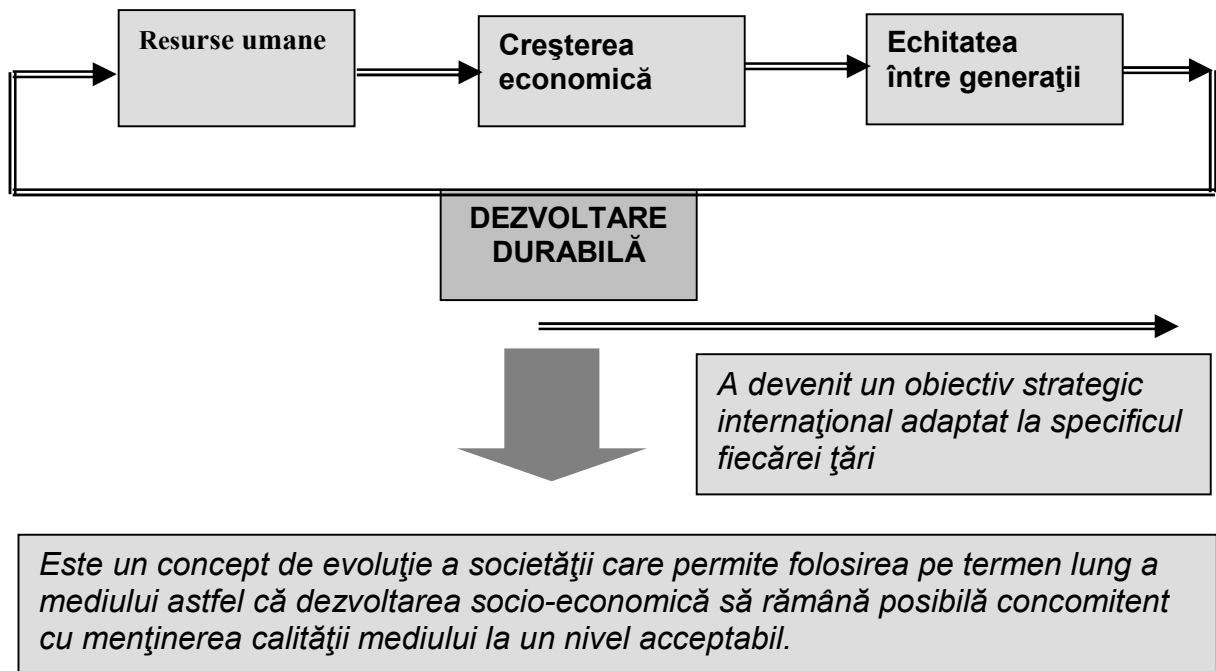 Resurse umane
Creşterea
economică
Echitatea
între generaţii
DEZVOLTARE
DURABILĂ
A devenit un obiectiv strategic
internaţional adaptat la specificul
fiecărei ţări
Este un concept de evoluţie a societăţii care permite folosirea pe termen lung a
mediului astfel că dezvoltarea socio-economică să rămână posibilă concomitent
cu menţinerea calităţii mediului la un nivel acceptabil.